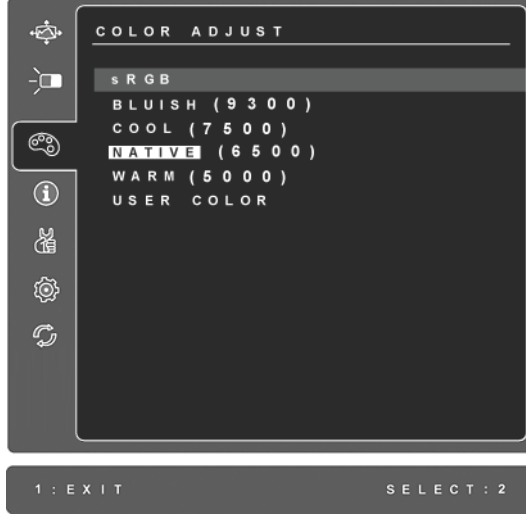 COLOR ADJUST
sRGB
BLUISH (9300)
COOL (7500)
NATIVE (6500)
WARM (5000)
USER COLOR
1:EXIT SELECT:2